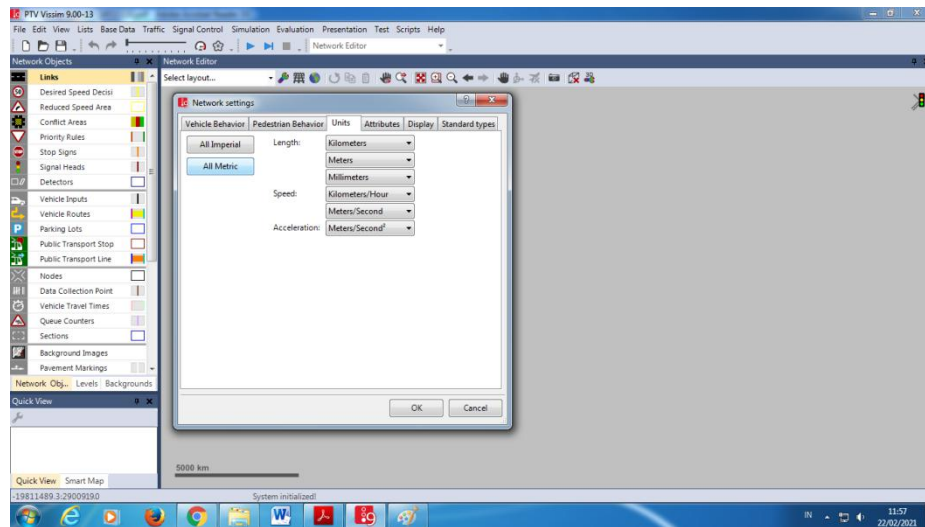 PTV Vissim 9.00-13
File Edit View Lists Base Data Traffic Signal Control Simulation Evaluation Presentation Test Scripts Help
Network Editor
Network Objects
Network Editor
Select layout...
Links
Desired Speed Decisi
Reduced Speed Area
Conflict Areas
Priority Rules
Stop Signs
Signal Heads
Detectors
Vehicle Inputs
Vehicle Routes
Parking Lots
Public Transport Stop
Public Transport Line
Nodes
Data Collection Point
Vehicle Travel Times
Queue Counters
Sections
Background Images
Pavement Markings
Network Obj... Levels Backgrounds
Quick View
Quick View Smart Map
Network settings
Vehicle Behavior Pedestrian Behavior Units Attributes Display Standard types
All Imperial Length: Kilometers
All Metric Meters
Millimeters
Speed: Kilometers/Hour
Meters/Second
Acceleration: Meters/Second²
OK Cancel
5000 km
-19811489.3:29009190 System initialized!
IN 11:57
22/02/2021